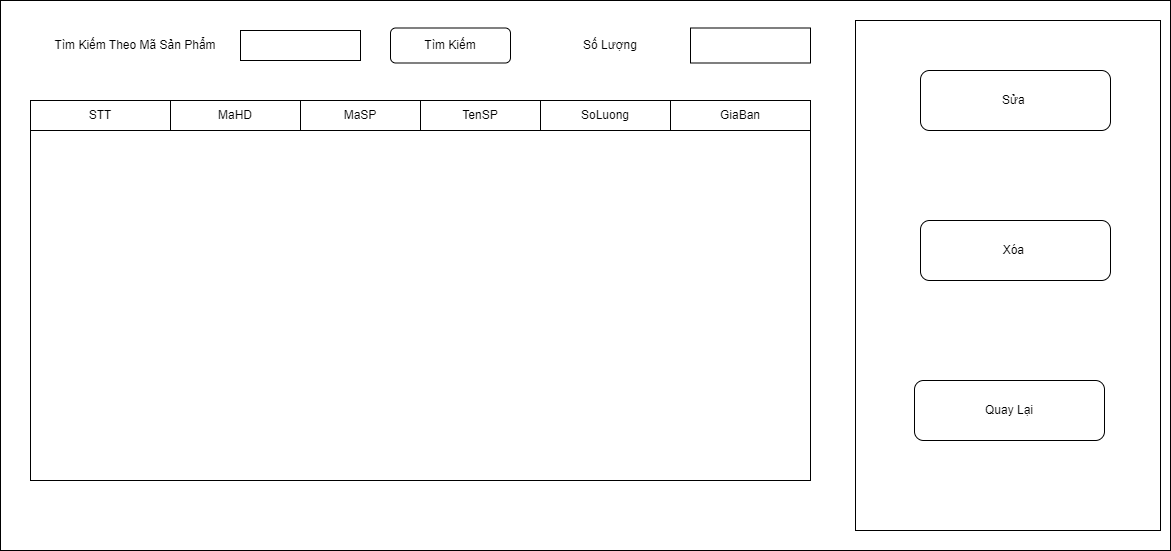 Tìm Kiếm Theo Mã Sản Phẩm
Tìm Kiếm
Số Lượng
STT
MaHD
MaSP
TenSP
SoLuong
GiaBan
Sửa
Xóa
Quay Lại